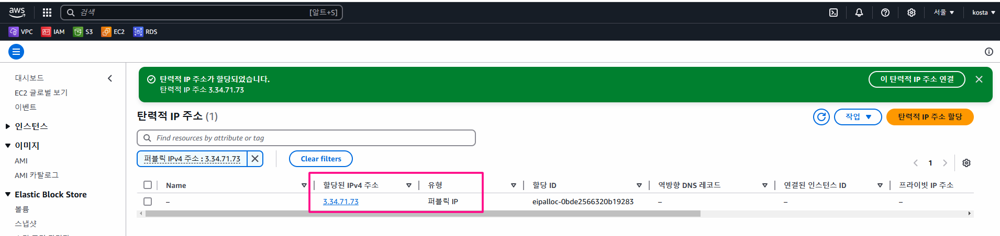 aws
검색
[알트+S]
서울
kosta
VPC
IAM
S3
EC2
RDS
대시보드
EC2 글로벌 보기
이벤트
인스턴스
이미지
AMI
AMI 카탈로그
Elastic Block Store
볼륨
스냅샷
탄력적 IP 주소가 할당되었습니다.
탄력적 IP 주소 3.34.71.73
이 탄력적 IP 주소 연결
탄력적 IP 주소 (1)
작업
탄력적 IP 주소 할당
Find resources by attribute or tag
퍼블릭 IPv4 주소 : 3.34.71.73
Clear filters
1
Name 할당된 IPv4 주소 유형 할당 ID 역방향 DNS 레코드 연결된 인스턴스 ID 프라이빗 IP 주소
– 3.34.71.73 퍼블릭 IP eipalloc-0bde2566320b19283 – – –